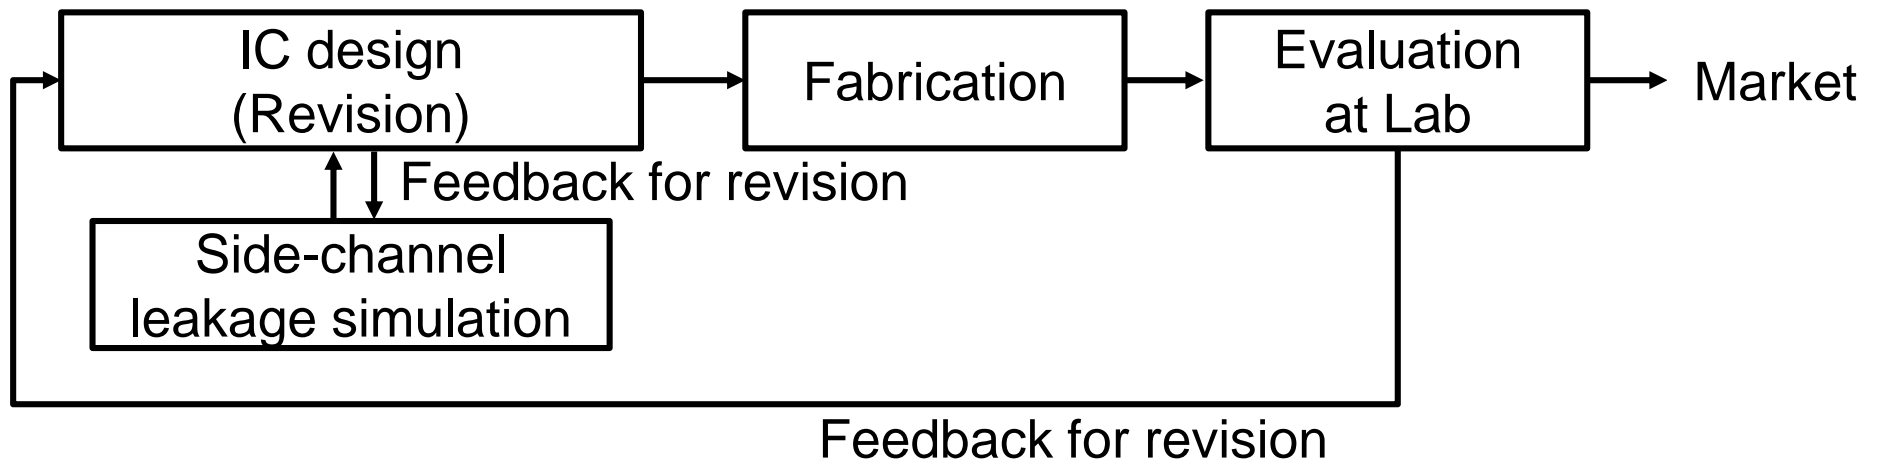 IC design
(Revision)
Fabrication
Evaluation
at Lab
Market
Feedback for revision
Side-channel
leakage simulation
Feedback for revision